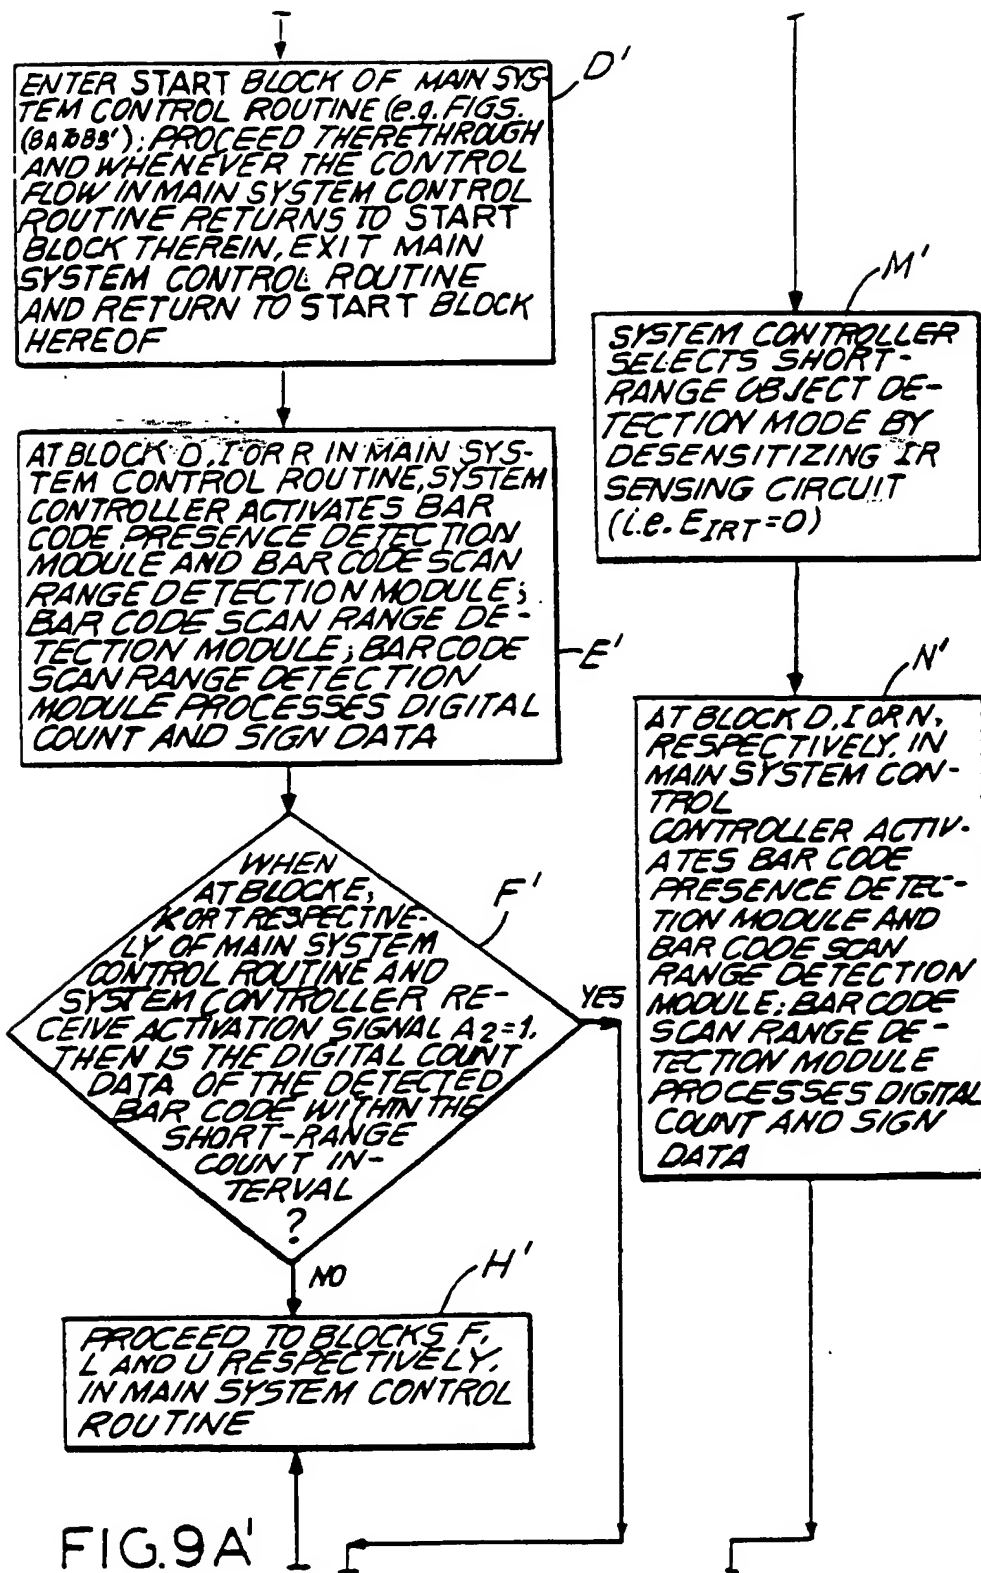 D'
ENTER START BLOCK OF MAIN SYS-
TEM CONTROL ROUTINE (e.g. FIGS.
(8A TO 8B'); PROCEED THERETHROUGH
AND WHENEVER THE CONTROL
FLOW IN MAIN SYSTEM CONTROL
ROUTINE RETURNS TO START
BLOCK THEREIN, EXIT MAIN
SYSTEM CONTROL ROUTINE
AND RETURN TO START BLOCK
HEREOF
E'
AT BLOCK D, I OR R IN MAIN SYS-
TEM CONTROL ROUTINE, SYSTEM
CONTROLLER ACTIVATES BAR
CODE PRESENCE DETECTION
MODULE AND BAR CODE SCAN
RANGE DETECTION MODULE;
BAR CODE SCAN RANGE DE-
TECTION MODULE; BAR CODE
SCAN RANGE DETECTION
MODULE PROCESSES DIGITAL
COUNT AND SIGN DATA
F'
WHEN
AT BLOCK E,
K OR T RESPECTIVE-
LY OF MAIN SYSTEM
CONTROL ROUTINE AND
SYSTEM CONTROLLER RE-
CEIVE ACTIVATION SIGNAL A2=1.
THEN IS THE DIGITAL COUNT
DATA OF THE DETECTED
BAR CODE WITHIN THE
SHORT-RANGE
COUNT IN-
TERVAL
?
YES
NO
H'
PROCEED TO BLOCKS F,
L AND U RESPECTIVELY,
IN MAIN SYSTEM CONTROL
ROUTINE
M'
SYSTEM CONTROLLER
SELECTS SHORT-
RANGE OBJECT DE-
TECTION MODE BY
DESENSITIZING IR
SENSING CIRCUIT
(i.e. EIRT=0)
N'
AT BLOCK D, I OR N,
RESPECTIVELY, IN
MAIN SYSTEM CON-
TROL
CONTROLLER ACTIV-
ATES BAR CODE
PRESENCE DETEC-
TION MODULE AND
BAR CODE SCAN
RANGE DETECTION
MODULE; BAR CODE
SCAN RANGE DE-
TECTION MODULE
PROCESSES DIGITAL
COUNT AND SIGN
DATA
FIG. 9A'